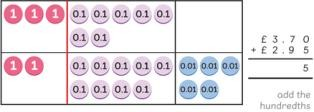 1 1 1 0.1 0.1 0.1 0.1 0.1
0.1 0.1
1 1 0.1 0.1 0.1 0.1 0.1 0.01 0.01 0.01
0.1 0.1 0.1 0.1 0.01 0.01
£ 3 . 7 0
+ £ 2 . 9 5
5
add the
hundredths